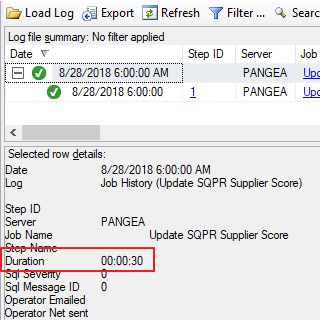 Load Log Export Refresh Filter ... Search
Log file summary: No filter applied
Date Step ID Server Job
8/28/2018 6:00:00 AM PANGEA Upd
8/28/2018 6:00:00 1 PANGEA Upd
Selected row details:
Date 8/28/2018 6:00:00 AM
Log Job History (Update SQPR Supplier Score)
Step ID
Server PANGEA
Job Name Update SQPR Supplier Score
Step Name
Duration 00:00:30
Sql Severity 0
Sql Message ID 0
Operator Emailed
Operator Net sent